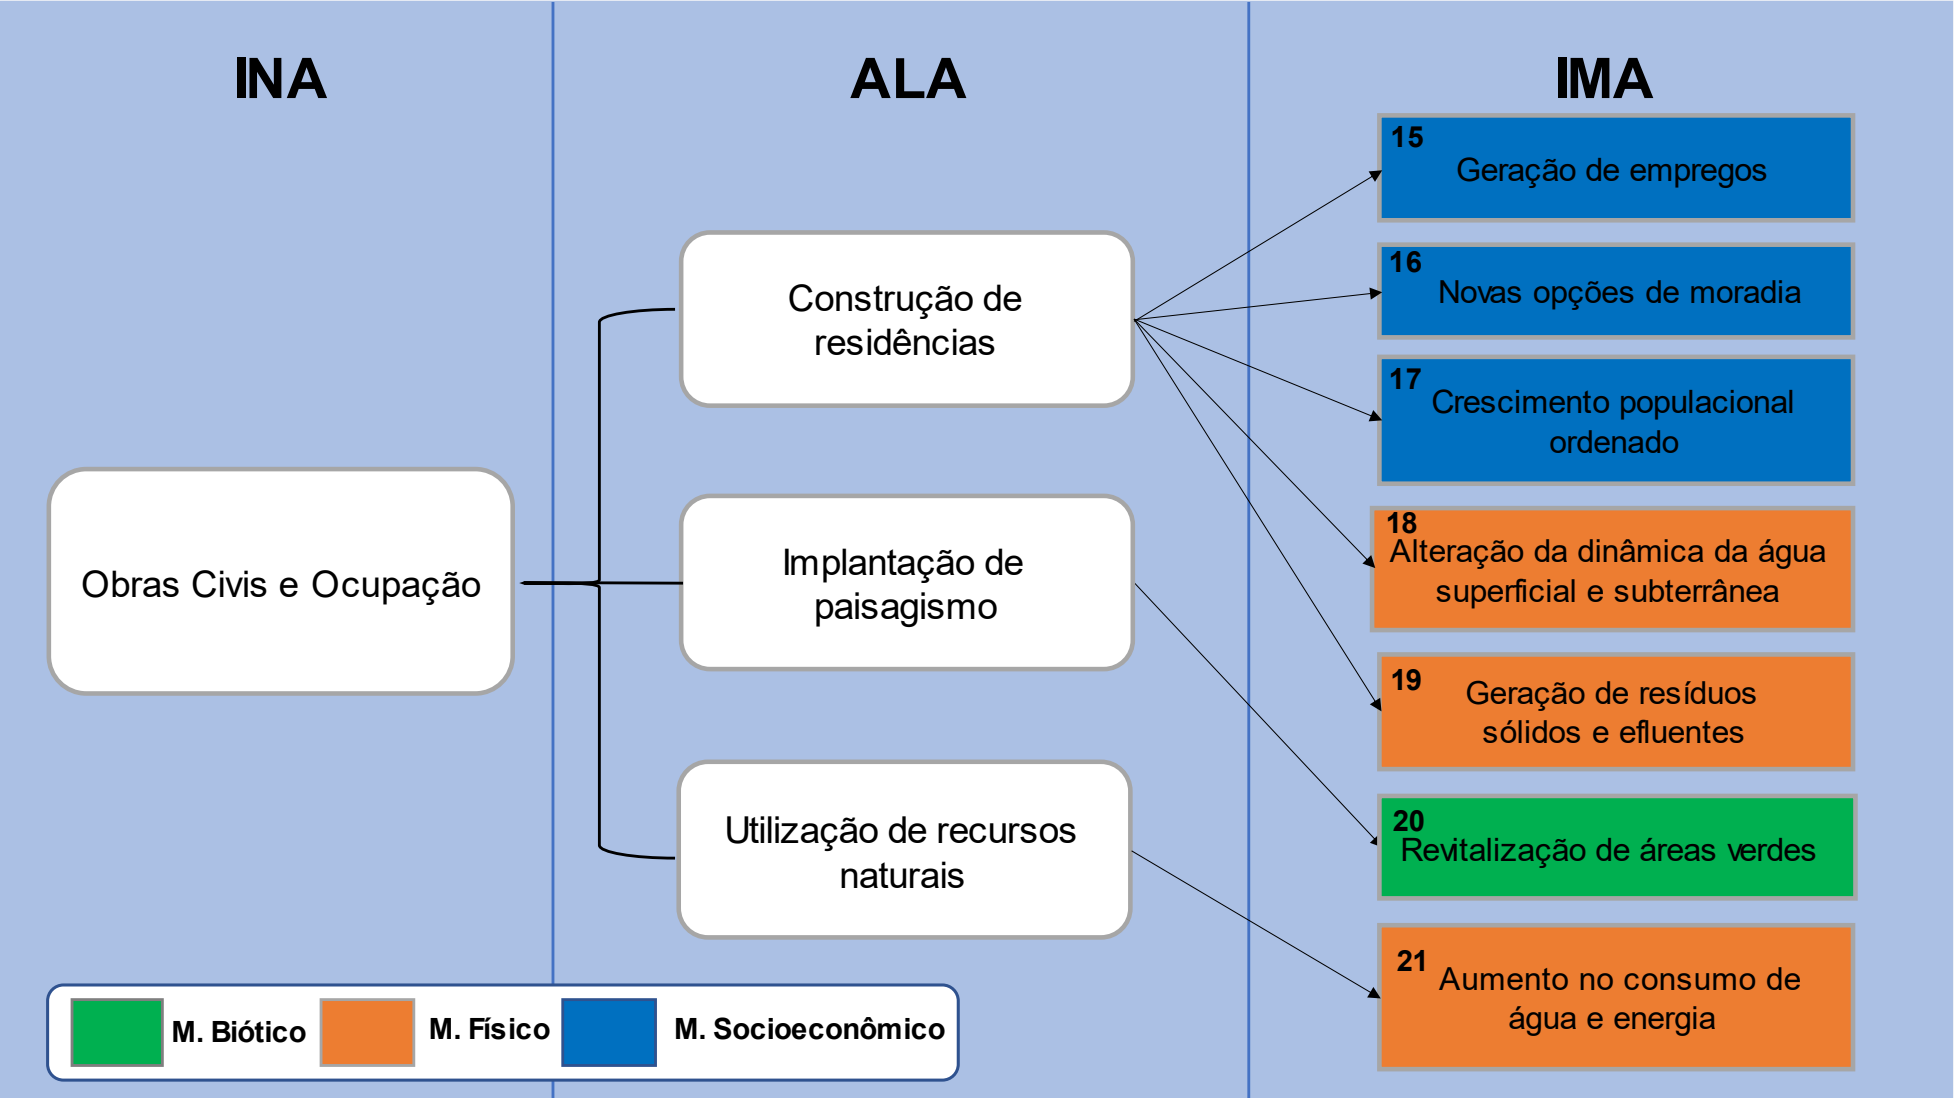 INA
ALA
IMA
Obras Civis e Ocupação
Construção de
residências
Implantação de
paisagismo
Utilização de recursos
naturais
15
Geração de empregos
16
Novas opções de moradia
17
Crescimento populacional
ordenado
18
Alteração da dinâmica da água
superficial e subterrânea
19
Geração de resíduos
sólidos e efluentes
20
Revitalização de áreas verdes
21
Aumento no consumo de
água e energia
M. Biótico
M. Físico
M. Socioeconômico